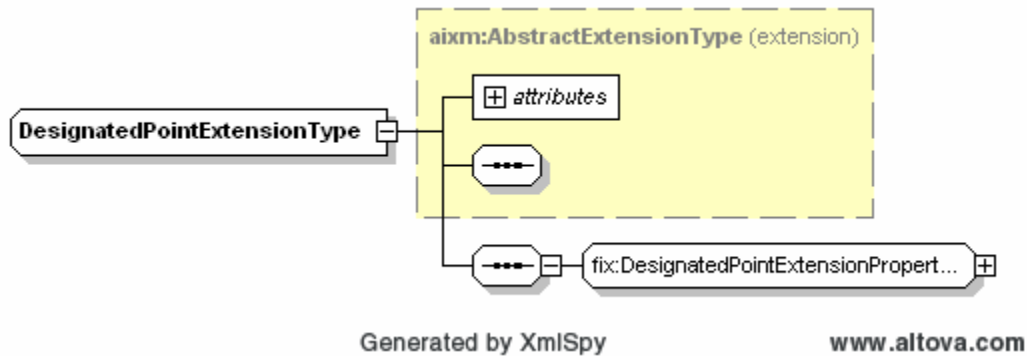 aixm:AbstractExtensionType (extension)
attributes
DesignatedPointExtensionType
fix:DesignatedPointExtensionPropert...
Generated by XmlSpy
www.altova.com